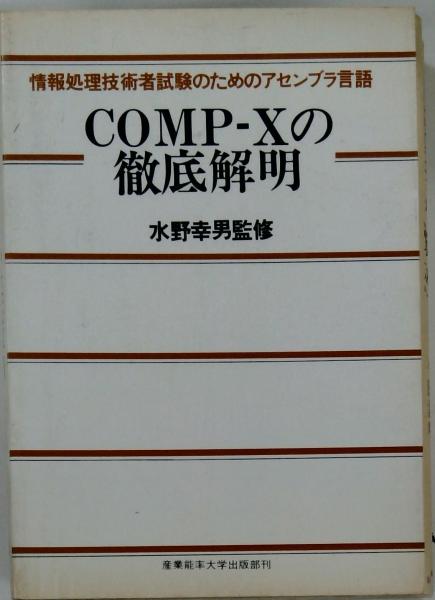 情報処理技術者試験のためのアセンブラ言語
COMP-Xの
徹底解明
水野幸男監修
産業能率大学出版部刊